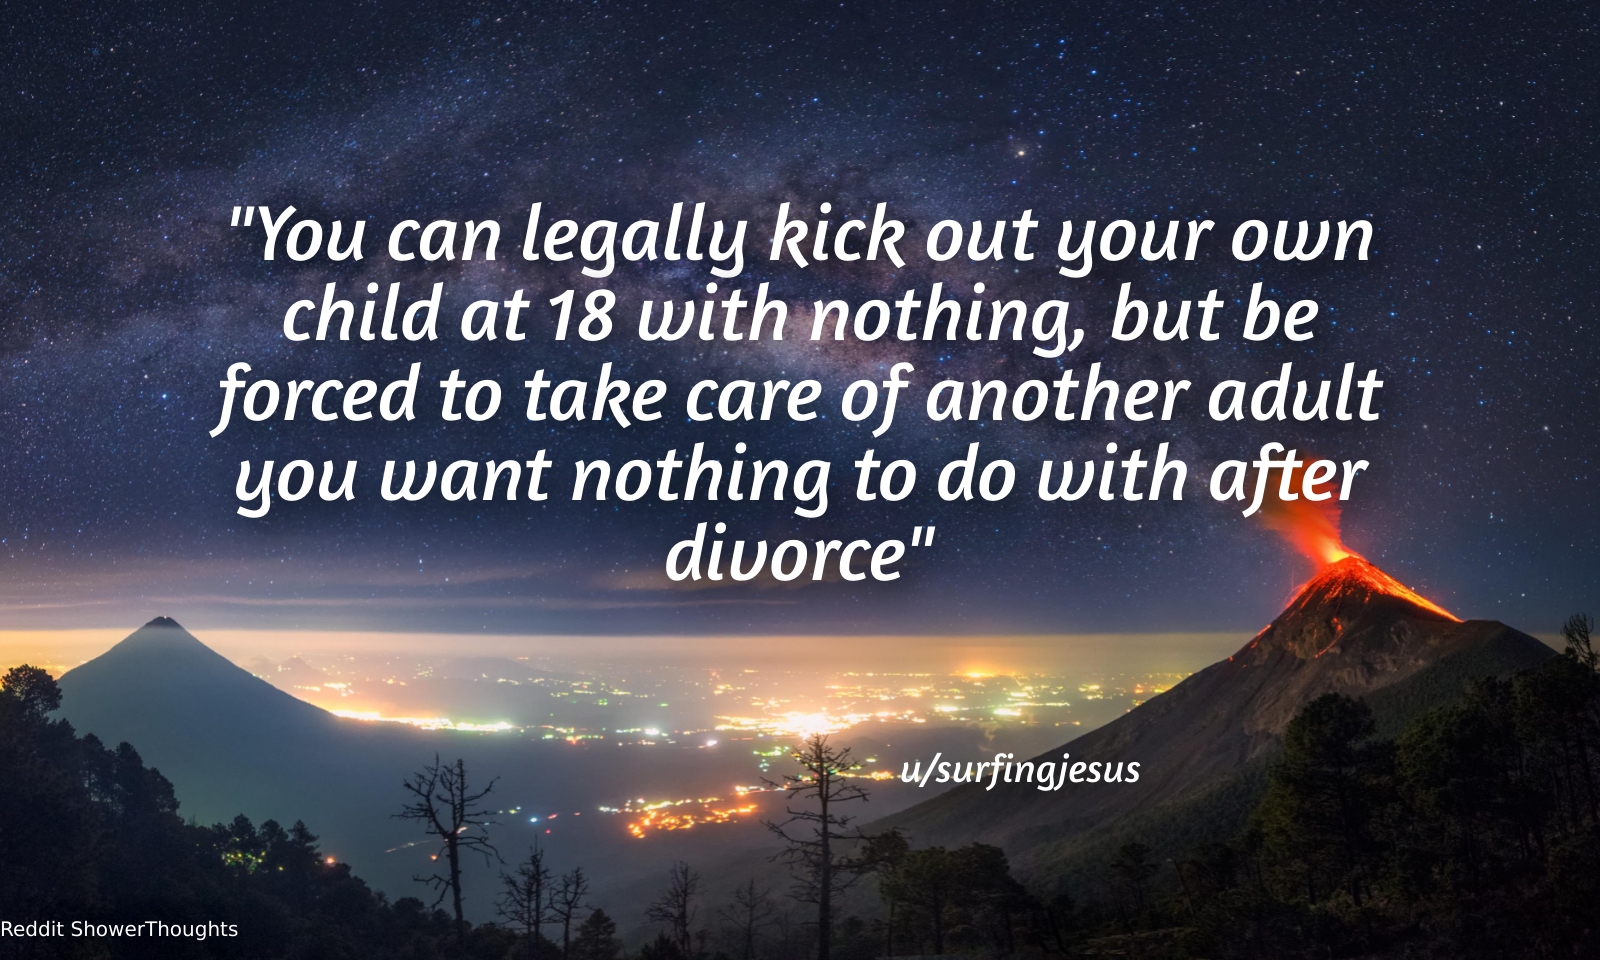 "You can legally kick out your own
child at 18 with nothing, but be
forced to take care of another adult
you want nothing to do with after
divorce"
u/surfingjesus
Reddit ShowerThoughts